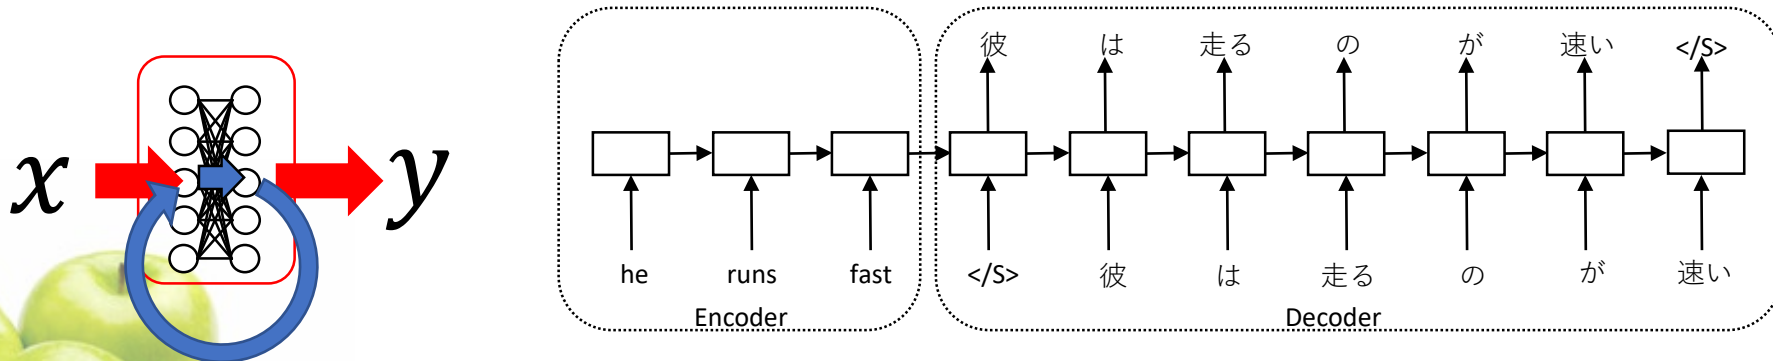 x y
彼 は 走る の が 速い </S>
he runs fast </S> 彼 は 走る の が 速い
Encoder Decoder